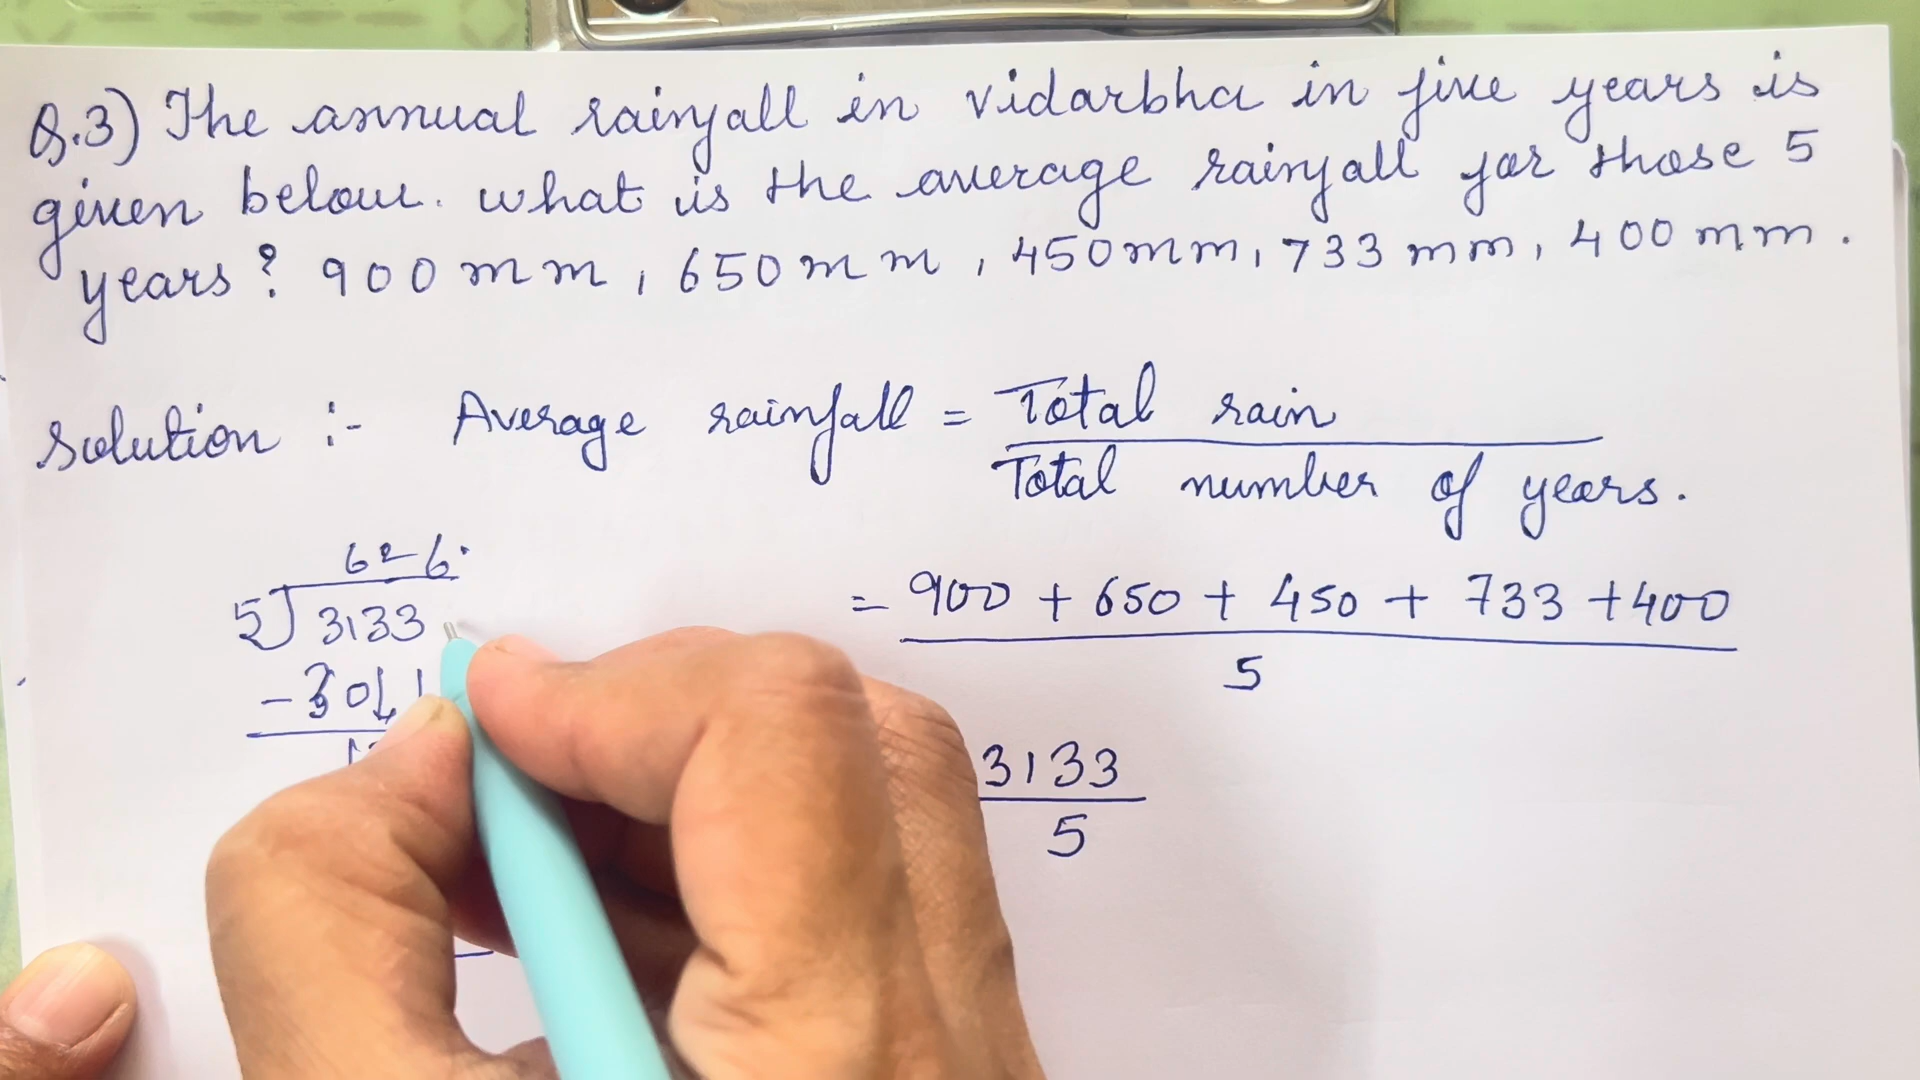 Q.3) The annual rainfall in vidarbha in five years is
given below. what is the average rainfall for those 5
years? 900 mm, 650 mm, 450mm, 733 mm, 400 mm.
Solution :- Average rainfall = Total rain
Total number of years.
= 900 + 650 + 450 + 733 + 400
5
3133
5
626.
5) 3133
- 30